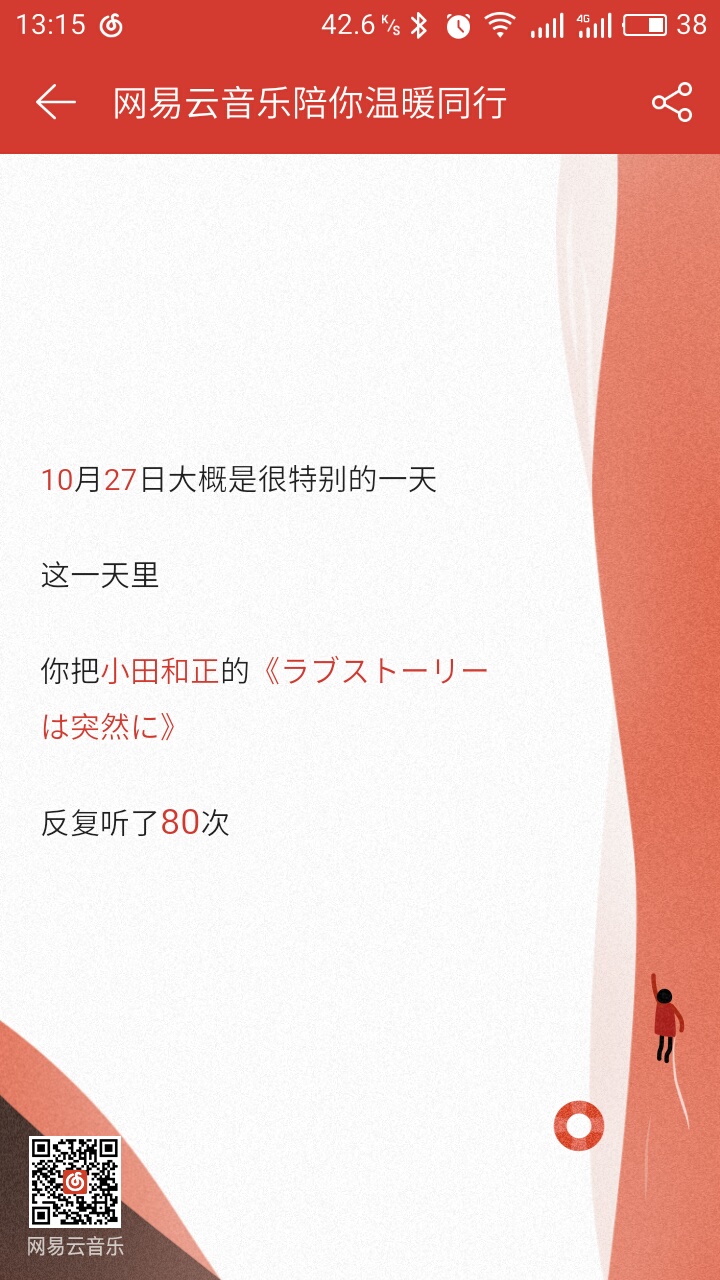 13:15 42.6 K/s 4G 38
网易云音乐陪你温暖同行
10月27日大概是很特别的一天
这一天里
你把小田和正的《ラブストーリー
は突然に》
反复听了80次
网易云音乐